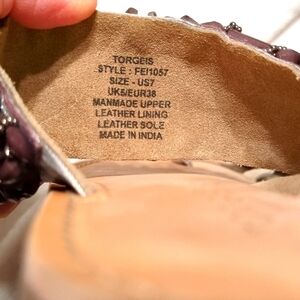 TORGEIS
STYLE : FEI1057
SIZE - US7
UK5/EUR38
MANMADE UPPER
LEATHER LINING
LEATHER SOLE
MADE IN INDIA